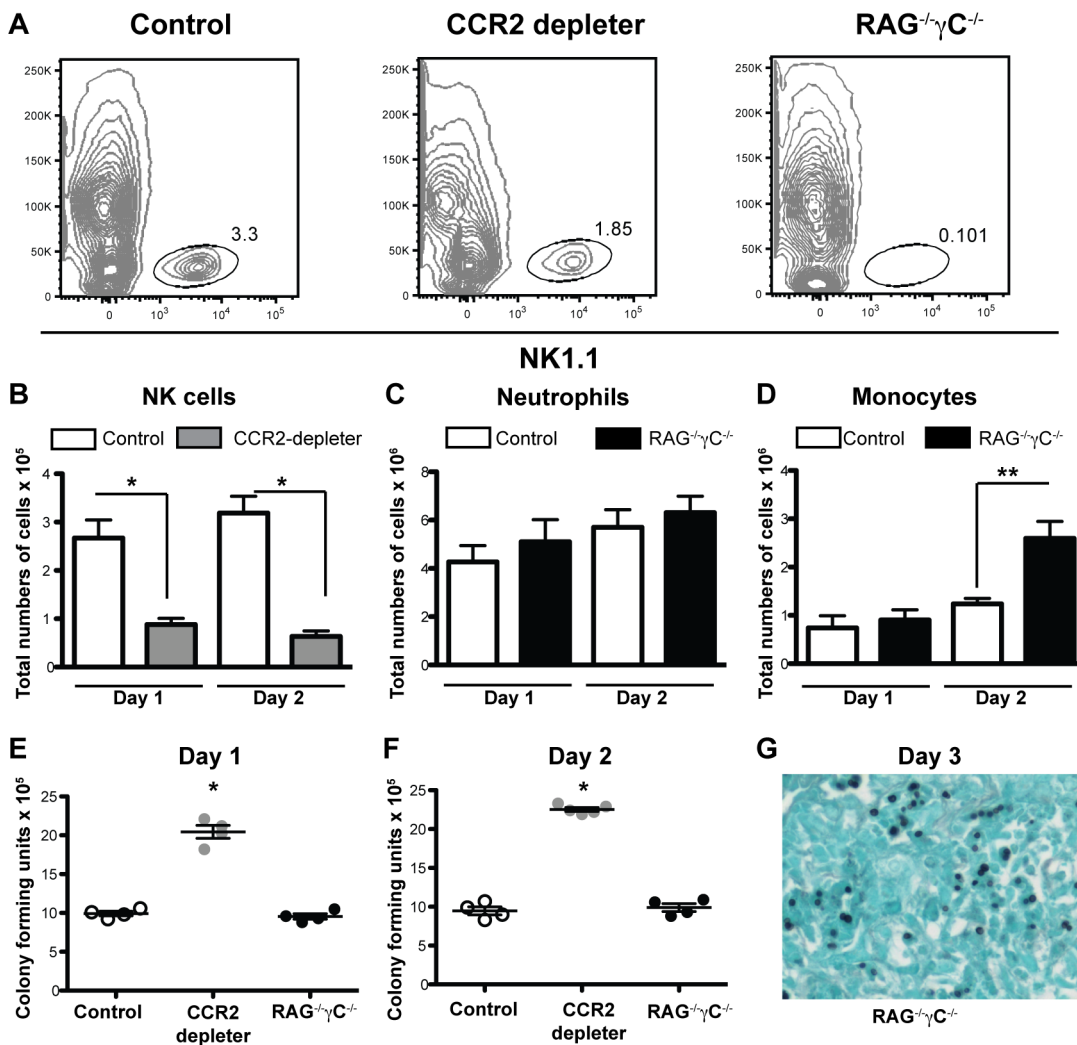 A Control CCR2 depleter RAG-/-γC-/-
250K 250K 250K
200K 200K 200K
150K 150K 150K
100K 100K 100K
50K 50K 50K
3.3 1.85 0.101
0 0 0
0 10³ 10⁴ 10⁵ 0 10³ 10⁴ 10⁵ 0 10³ 10⁴ 10⁵
NK1.1
B NK cells
Control CCR2-depleter
Total numbers of cells x 10⁵
4
3
2
1
0
* *
Day 1 Day 2
C Neutrophils
Control RAG-/-γC-/-
Total numbers of cells x 10⁶
8
6
4
2
0
Day 1 Day 2
D Monocytes
Control RAG-/-γC-/-
Total numbers of cells x 10⁶
4
3
2
1
0
**
Day 1 Day 2
E Day 1
Colony forming units x 10⁵
25
20
15
10
5
0
*
Control CCR2 depleter RAG-/-γC-/-
F Day 2
Colony forming units x 10⁵
25
20
15
10
5
0
*
Control CCR2 depleter RAG-/-γC-/-
G Day 3
RAG-/-γC-/-